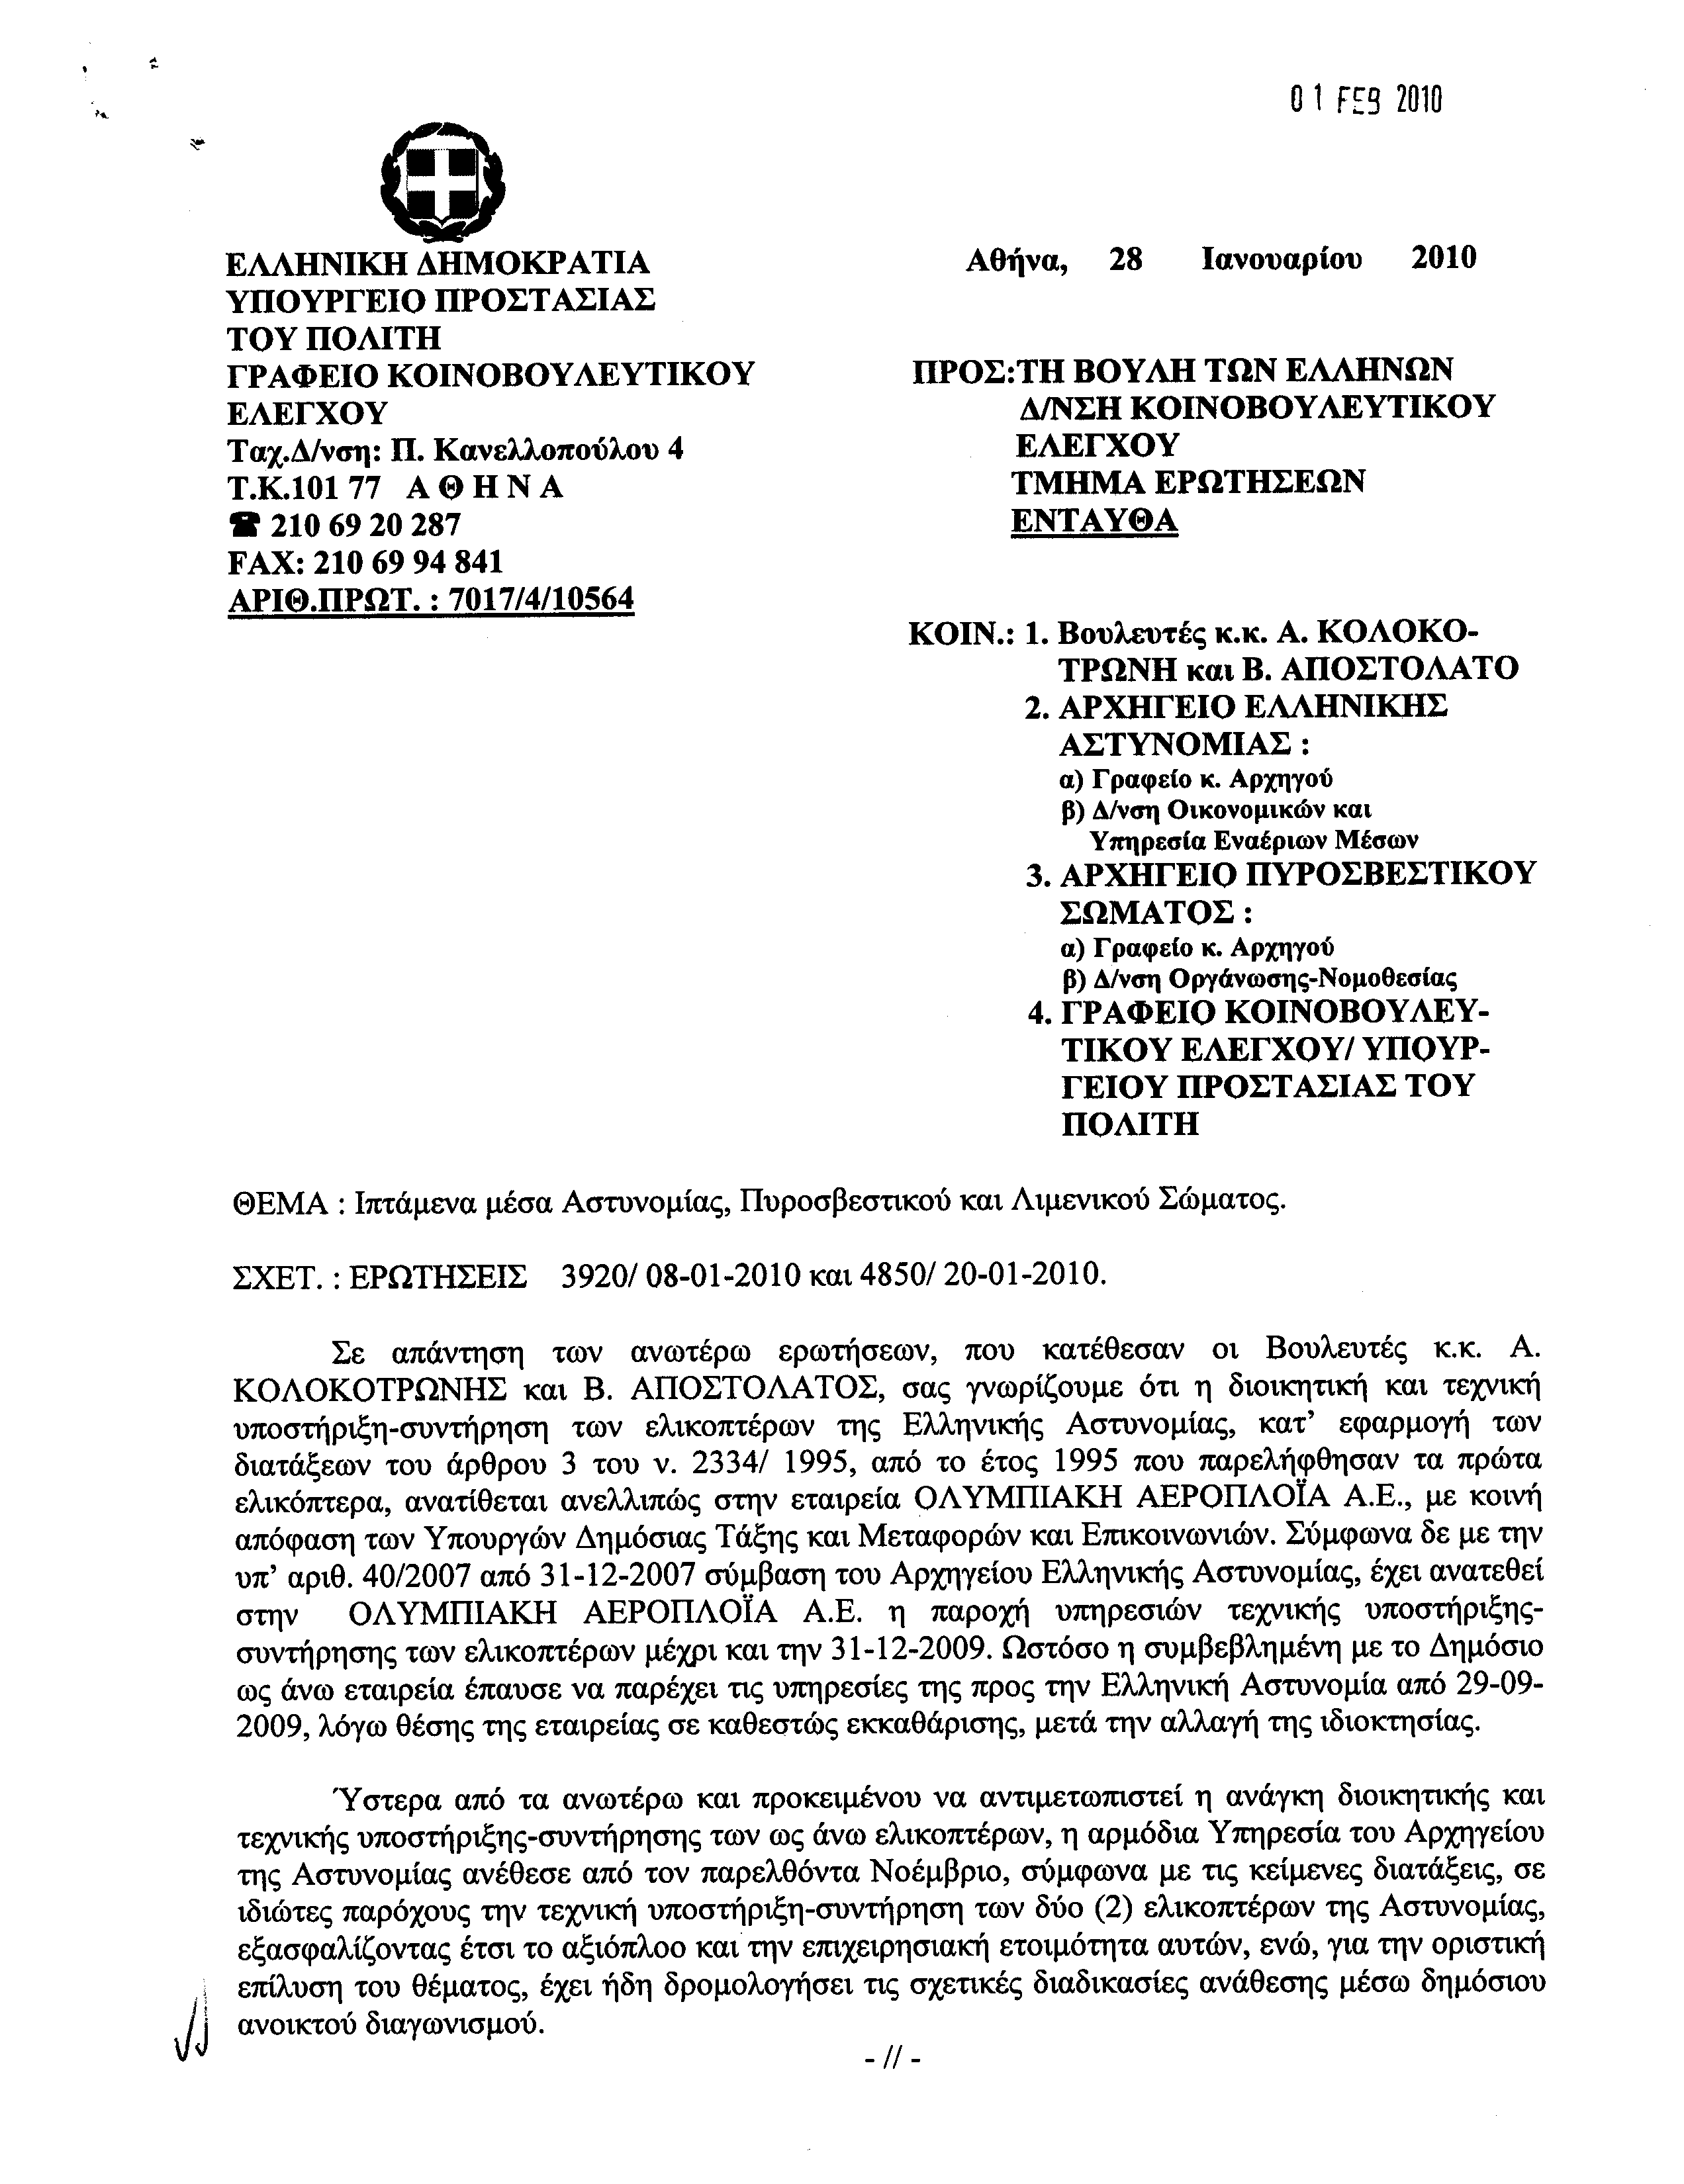 01 FEB 2010
ΕΛΛΗΝΙΚΗ ΔΗΜΟΚΡΑΤΙΑ
ΥΠΟΥΡΓΕΙΟ ΠΡΟΣΤΑΣΙΑΣ
ΤΟΥ ΠΟΛΙΤΗ
ΓΡΑΦΕΙΟ ΚΟΙΝΟΒΟΥΛΕΥΤΙΚΟΥ
ΕΛΕΓΧΟΥ
Ταχ.Δ/νση: Π. Κανελλοπούλου 4
Τ.Κ.101 77 Α Θ Η Ν Α
☎ 210 69 20 287
FAX: 210 69 94 841
ΑΡΙΘ.ΠΡΩΤ. : 7017/4/10564
Αθήνα, 28 Ιανουαρίου 2010
ΠΡΟΣ:ΤΗ ΒΟΥΛΗ ΤΩΝ ΕΛΛΗΝΩΝ
Δ/ΝΣΗ ΚΟΙΝΟΒΟΥΛΕΥΤΙΚΟΥ
ΕΛΕΓΧΟΥ
ΤΜΗΜΑ ΕΡΩΤΗΣΕΩΝ
ΕΝΤΑΥΘΑ
ΚΟΙΝ.: 1. Βουλευτές κ.κ. Α. ΚΟΛΟΚΟ-
ΤΡΩΝΗ και Β. ΑΠΟΣΤΟΛΑΤΟ
2. ΑΡΧΗΓΕΙΟ ΕΛΛΗΝΙΚΗΣ
ΑΣΤΥΝΟΜΙΑΣ :
α) Γραφείο κ. Αρχηγού
β) Δ/νση Οικονομικών και
Υπηρεσία Εναέριων Μέσων
3. ΑΡΧΗΓΕΙΟ ΠΥΡΟΣΒΕΣΤΙΚΟΥ
ΣΩΜΑΤΟΣ :
α) Γραφείο κ. Αρχηγού
β) Δ/νση Οργάνωσης-Νομοθεσίας
4. ΓΡΑΦΕΙΟ ΚΟΙΝΟΒΟΥΛΕΥ-
ΤΙΚΟΥ ΕΛΕΓΧΟΥ/ ΥΠΟΥΡ-
ΓΕΙΟΥ ΠΡΟΣΤΑΣΙΑΣ ΤΟΥ
ΠΟΛΙΤΗ
ΘΕΜΑ : Ιπτάμενα μέσα Αστυνομίας, Πυροσβεστικού και Λιμενικού Σώματος.
ΣΧΕΤ. : ΕΡΩΤΗΣΕΙΣ 3920/ 08-01-2010 και 4850/ 20-01-2010.
Σε απάντηση των ανωτέρω ερωτήσεων, που κατέθεσαν οι Βουλευτές κ.κ. Α.
ΚΟΛΟΚΟΤΡΩΝΗΣ και Β. ΑΠΟΣΤΟΛΑΤΟΣ, σας γνωρίζουμε ότι η διοικητική και τεχνική
υποστήριξη-συντήρηση των ελικοπτέρων της Ελληνικής Αστυνομίας, κατ’ εφαρμογή των
διατάξεων του άρθρου 3 του ν. 2334/ 1995, από το έτος 1995 που παρελήφθησαν τα πρώτα
ελικόπτερα, ανατίθεται ανελλιπώς στην εταιρεία ΟΛΥΜΠΙΑΚΗ ΑΕΡΟΠΛΟΪΑ Α.Ε., με κοινή
απόφαση των Υπουργών Δημόσιας Τάξης και Μεταφορών και Επικοινωνιών. Σύμφωνα δε με την
υπ’ αριθ. 40/2007 από 31-12-2007 σύμβαση του Αρχηγείου Ελληνικής Αστυνομίας, έχει ανατεθεί
στην ΟΛΥΜΠΙΑΚΗ ΑΕΡΟΠΛΟΪΑ Α.Ε. η παροχή υπηρεσιών τεχνικής υποστήριξης-
συντήρησης των ελικοπτέρων μέχρι και την 31-12-2009. Ωστόσο η συμβεβλημένη με το Δημόσιο
ως άνω εταιρεία έπαυσε να παρέχει τις υπηρεσίες της προς την Ελληνική Αστυνομία από 29-09-
2009, λόγω θέσης της εταιρείας σε καθεστώς εκκαθάρισης, μετά την αλλαγή της ιδιοκτησίας.
Ύστερα από τα ανωτέρω και προκειμένου να αντιμετωπιστεί η ανάγκη διοικητικής και
τεχνικής υποστήριξης-συντήρησης των ως άνω ελικοπτέρων, η αρμόδια Υπηρεσία του Αρχηγείου
της Αστυνομίας ανέθεσε από τον παρελθόντα Νοέμβριο, σύμφωνα με τις κείμενες διατάξεις, σε
ιδιώτες παρόχους την τεχνική υποστήριξη-συντήρηση των δύο (2) ελικοπτέρων της Αστυνομίας,
εξασφαλίζοντας έτσι το αξιόπλοο και την επιχειρησιακή ετοιμότητα αυτών, ενώ, για την οριστική
επίλυση του θέματος, έχει ήδη δρομολογήσει τις σχετικές διαδικασίες ανάθεσης μέσω δημόσιου
ανοικτού διαγωνισμού.
- // -